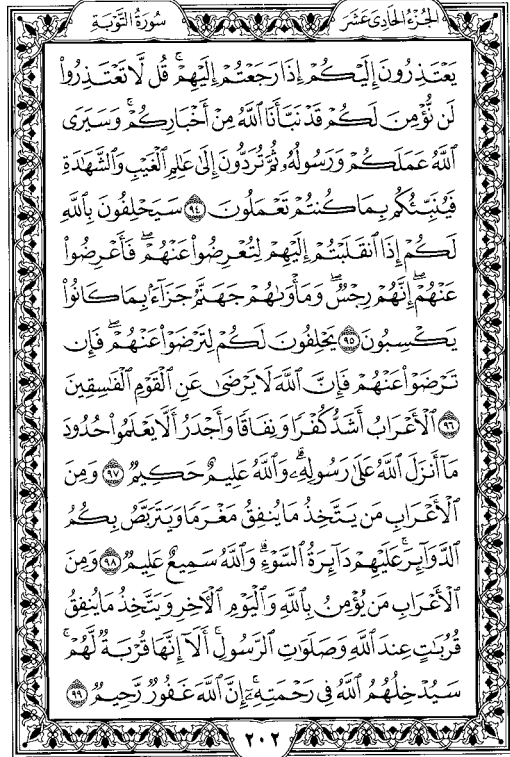 الجُزْءُ الحَادِى عَشَرَ
سُورَةُ التَّوْبَةِ
يَعْتَذِرُونَ إِلَيْكُمْ إِذَا رَجَعْتُمْ إِلَيْهِمْ ۚ قُل لَّا تَعْتَذِرُوا۟
لَن نُّؤْمِنَ لَكُمْ قَدْ نَبَّأَنَا ٱللَّهُ مِنْ أَخْبَارِكُمْ ۚ وَسَيَرَى
ٱللَّهُ عَمَلَكُمْ وَرَسُولُهُۥ ثُمَّ تُرَدُّونَ إِلَىٰ عَٰلِمِ ٱلْغَيْبِ وَٱلشَّهَٰدَةِ
فَيُنَبِّئُكُم بِمَا كُنتُمْ تَعْمَلُونَ ٩٤ سَيَحْلِفُونَ بِٱللَّهِ
لَكُمْ إِذَا ٱنقَلَبْتُمْ إِلَيْهِمْ لِتُعْرِضُوا۟ عَنْهُمْ ۖ فَأَعْرِضُوا۟
عَنْهُمْ ۖ إِنَّهُمْ رِجْسٌ ۖ وَمَأْوَىٰهُمْ جَهَنَّمُ جَزَآءًۢ بِمَا كَانُوا۟
يَكْسِبُونَ ٩٥ يَحْلِفُونَ لَكُمْ لِتَرْضَوْا۟ عَنْهُمْ ۖ فَإِن
تَرْضَوْا۟ عَنْهُمْ فَإِنَّ ٱللَّهَ لَا يَرْضَىٰ عَنِ ٱلْقَوْمِ ٱلْفَٰسِقِينَ
٩٦ ٱلْأَعْرَابُ أَشَدُّ كُفْرًا وَنِفَاقًا وَأَجْدَرُ أَلَّا يَعْلَمُوا۟ حُدُودَ
مَآ أَنزَلَ ٱللَّهُ عَلَىٰ رَسُولِهِۦ ۗ وَٱللَّهُ عَلِيمٌ حَكِيمٌ ٩٧ وَمِنَ
ٱلْأَعْرَابِ مَن يَتَّخِذُ مَا يُنفِقُ مَغْرَمًا وَيَتَرَبَّصُ بِكُمُ
ٱلدَّوَآئِرَ ۚ عَلَيْهِمْ دَآئِرَةُ ٱلسَّوْءِ ۗ وَٱللَّهُ سَمِيعٌ عَلِيمٌ ٩٨ وَمِنَ
ٱلْأَعْرَابِ مَن يُؤْمِنُ بِٱللَّهِ وَٱلْيَوْمِ ٱلْءَاخِرِ وَيَتَّخِذُ مَا يُنفِقُ
قُرُبَٰتٍ عِندَ ٱللَّهِ وَصَلَوَٰتِ ٱلرَّسُولِ ۚ أَلَآ إِنَّهَا قُرْبَةٌ لَّهُمْ ۚ
سَيُدْخِلُهُمُ ٱللَّهُ فِى رَحْمَتِهِۦٓ ۗ إِنَّ ٱللَّهَ غَفُورٌ رَّحِيمٌ ٩٩
٢٠٢